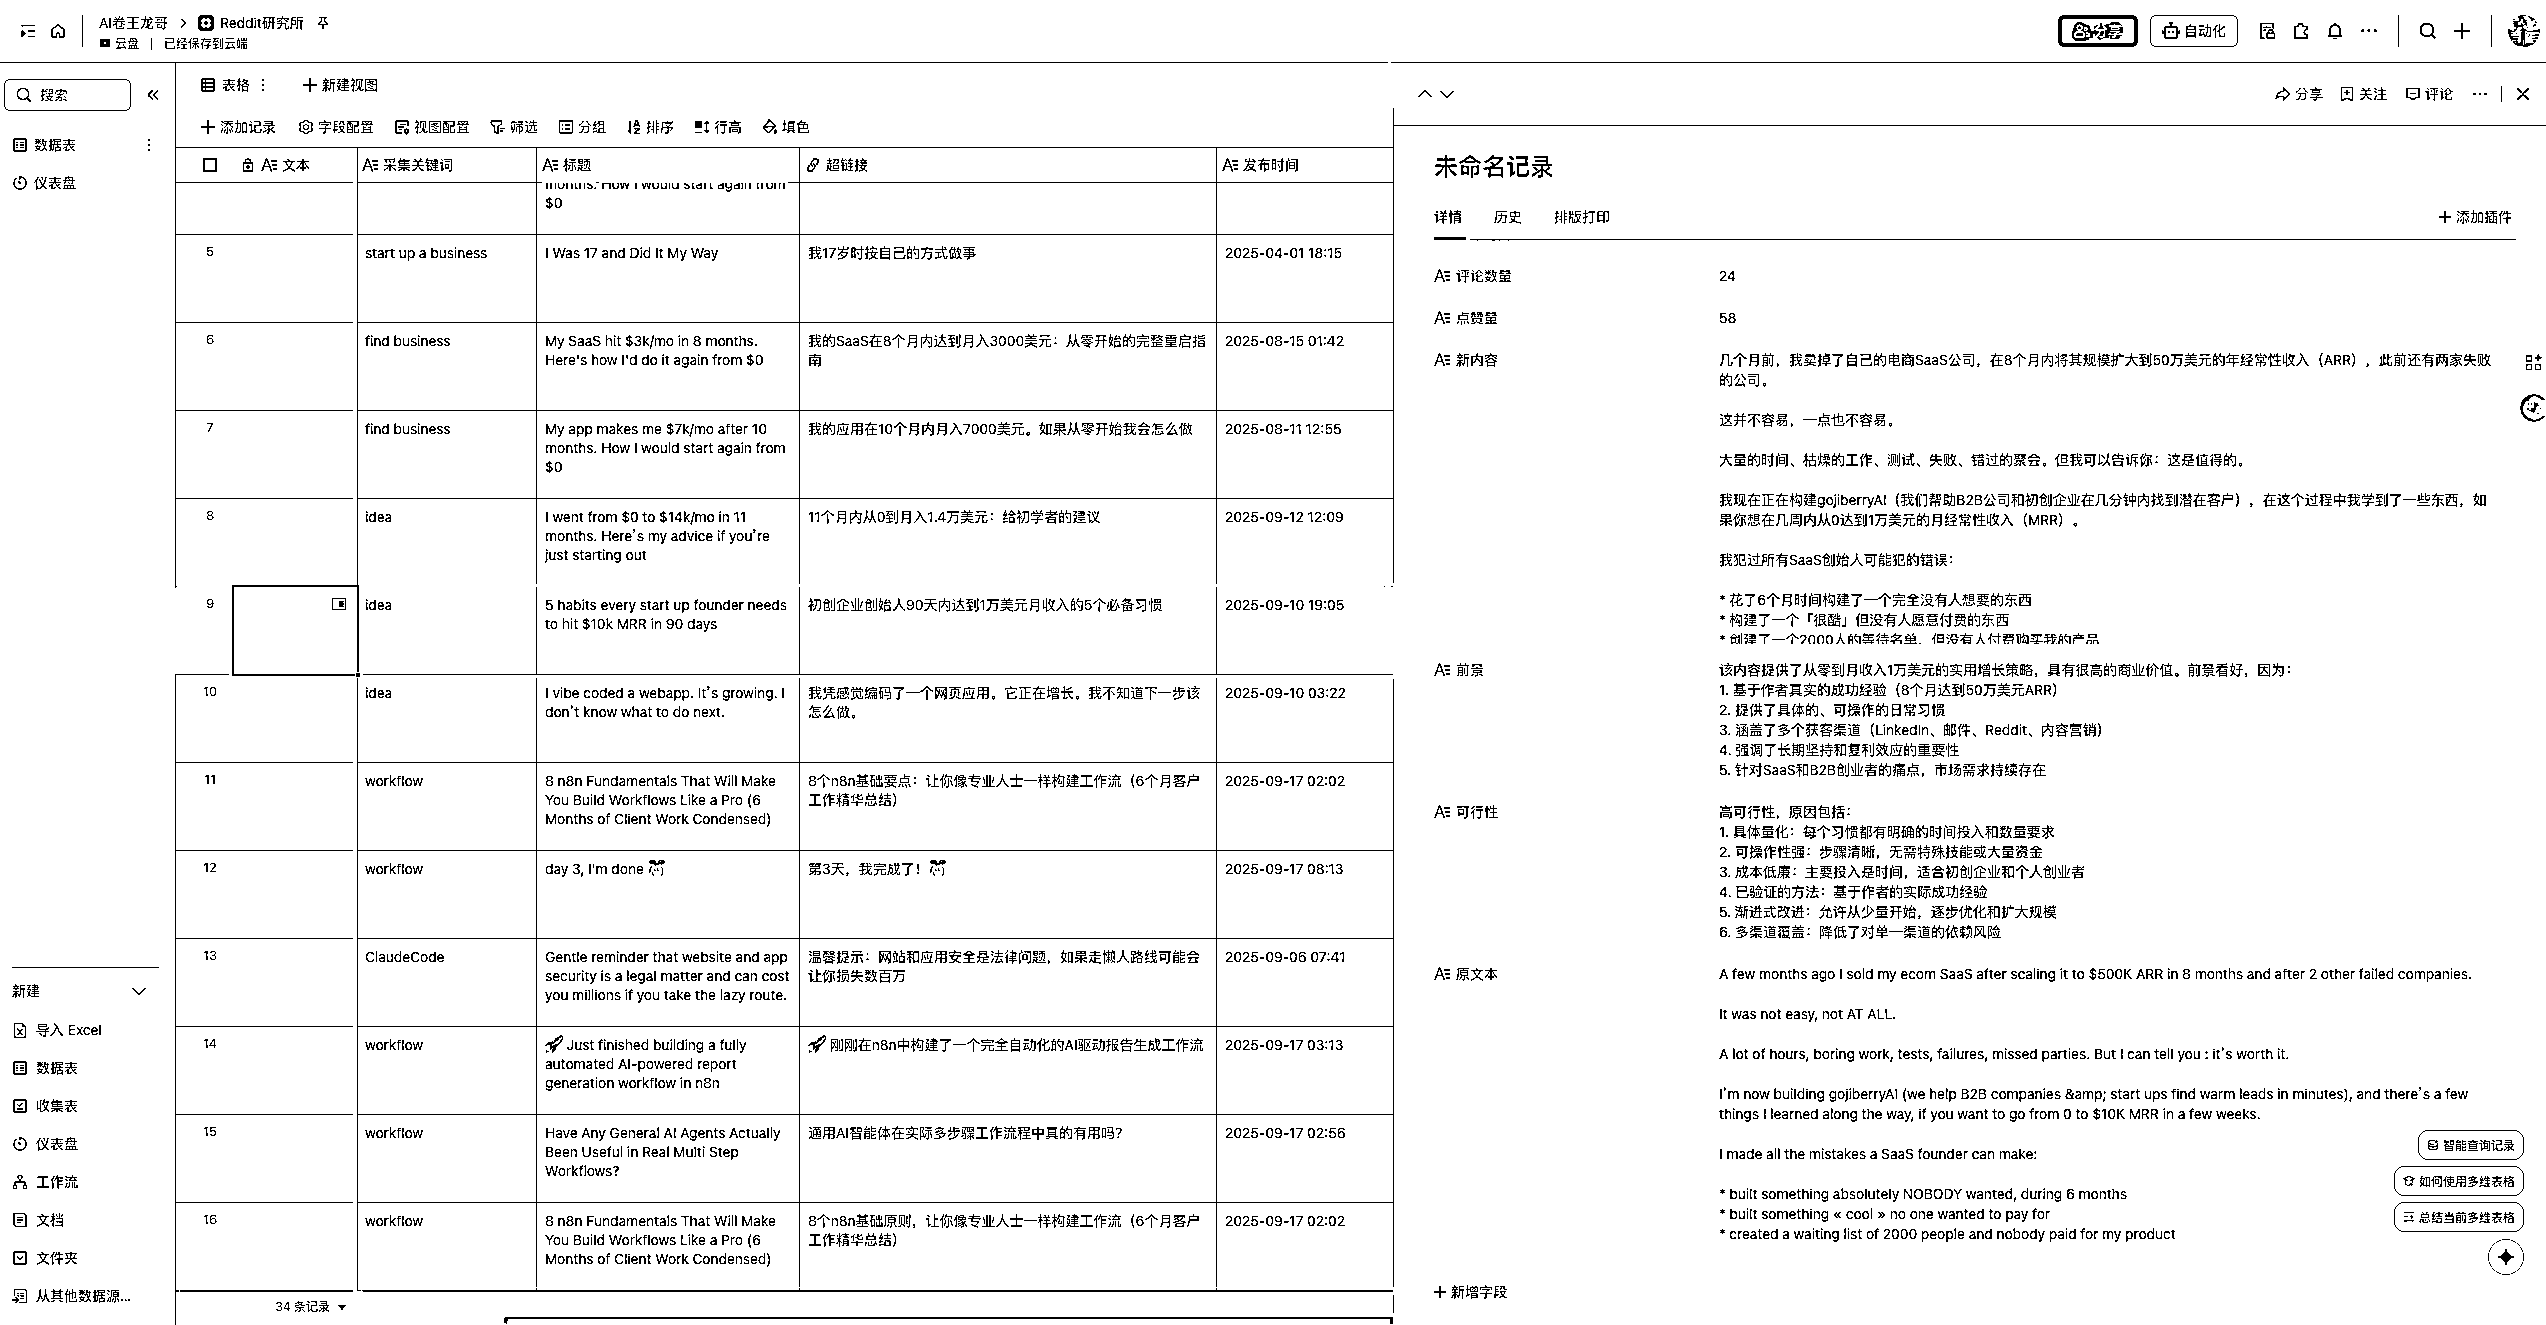 AI卷王龙哥 > Reddit研究所
云盘 | 已经保存到云端
分享
自动化
搜索
数据表
仪表盘
新建
导入 Excel
数据表
收集表
仪表盘
工作流
文档
文件夹
从其他数据源...
表格
新建视图
添加记录 字段配置 视图配置 筛选 分组 排序 行高 填色
文本 采集关键词 标题 超链接 发布时间
months. How I would start again from
$0
5 start up a business I Was 17 and Did It My Way 我17岁时按自己的方式做事 2025-04-01 18:15
6 find business My SaaS hit $3k/mo in 8 months. 我的SaaS在8个月内达到月入3000美元：从零开始的完整重启指 2025-08-15 01:42
Here's how I'd do it again from $0 南
7 find business My app makes me $7k/mo after 10 我的应用在10个月内月入7000美元。如果从零开始我会怎么做 2025-08-11 12:55
months. How I would start again from
$0
8 idea I went from $0 to $14k/mo in 11 11个月内从0到月入1.4万美元：给初学者的建议 2025-09-12 12:09
months. Here's my advice if you're
just starting out
9 idea 5 habits every start up founder needs 初创企业创始人90天内达到1万美元月收入的5个必备习惯 2025-09-10 19:05
to hit $10k MRR in 90 days
10 idea I vibe coded a webapp. It's growing. I 我凭感觉编码了一个网页应用。它正在增长。我不知道下一步该 2025-09-10 03:22
don't know what to do next. 怎么做。
11 workflow 8 n8n Fundamentals That Will Make 8个n8n基础要点：让你像专业人士一样构建工作流（6个月客户 2025-09-17 02:02
You Build Workflows Like a Pro (6 工作精华总结）
Months of Client Work Condensed)
12 workflow day 3, I'm done 第3天，我完成了！ 2025-09-17 08:13
13 ClaudeCode Gentle reminder that website and app 温馨提示：网站和应用安全是法律问题，如果走懒人路线可能会 2025-09-06 07:41
security is a legal matter and can cost 让你损失数百万
you millions if you take the lazy route.
14 workflow 🚀 Just finished building a fully 🚀 刚刚在n8n中构建了一个完全自动化的AI驱动报告生成工作流 2025-09-17 03:13
automated AI-powered report
generation workflow in n8n
15 workflow Have Any General AI Agents Actually 通用AI智能体在实际多步骤工作流程中真的有用吗？ 2025-09-17 02:56
Been Useful in Real Multi Step
Workflows?
16 workflow 8 n8n Fundamentals That Will Make 8个n8n基础原则，让你像专业人士一样构建工作流（6个月客户 2025-09-17 02:02
You Build Workflows Like a Pro (6 工作精华总结）
Months of Client Work Condensed)
34 条记录
分享 关注 评论
未命名记录
详情 历史 排版打印 添加插件
评论数量 24
点赞量 58
新内容 几个月前，我卖掉了自己的电商SaaS公司，在8个月内将其规模扩大到50万美元的年经常性收入（ARR），此前还有两家失败
的公司。
这并不容易，一点也不容易。
大量的时间、枯燥的工作、测试、失败、错过的聚会。但我可以告诉你：这是值得的。
我现在正在构建gojiberryAI（我们帮助B2B公司和初创企业在几分钟内找到潜在客户），在这个过程中我学到了一些东西，如
果你想在几周内从0达到1万美元的月经常性收入（MRR）。
我犯过所有SaaS创始人可能犯的错误：
* 花了6个月时间构建了一个完全没有人想要的东西
* 构建了一个「很酷」但没有人愿意付费的东西
* 创建了一个2000人的等待名单，但没有人付费购买我的产品
前景 该内容提供了从零到月收入1万美元的实用增长策略，具有很高的商业价值。前景看好，因为：
1. 基于作者真实的成功经验（8个月达到50万美元ARR）
2. 提供了具体的、可操作的日常习惯
3. 涵盖了多个获客渠道（LinkedIn、邮件、Reddit、内容营销）
4. 强调了长期坚持和复利效应的重要性
5. 针对SaaS和B2B创业者的痛点，市场需求持续存在
可行性 高可行性，原因包括：
1. 具体量化：每个习惯都有明确的时间投入和数量要求
2. 可操作性强：步骤清晰，无需特殊技能或大量资金
3. 成本低廉：主要投入是时间，适合初创企业和个人创业者
4. 已验证的方法：基于作者的实际成功经验
5. 渐进式改进：允许从少量开始，逐步优化和扩大规模
6. 多渠道覆盖：降低了对单一渠道的依赖风险
原文本 A few months ago I sold my ecom SaaS after scaling it to $500K ARR in 8 months and after 2 other failed companies.
It was not easy, not AT ALL.
A lot of hours, boring work, tests, failures, missed parties. But I can tell you : it's worth it.
I'm now building gojiberryAI (we help B2B companies &amp; start ups find warm leads in minutes), and there's a few
things I learned along the way, if you want to go from 0 to $10K MRR in a few weeks.
I made all the mistakes a SaaS founder can make:
* built something absolutely NOBODY wanted, during 6 months
* built something « cool » no one wanted to pay for
* created a waiting list of 2000 people and nobody paid for my product
新增字段
智能查询记录
如何使用多维表格
总结当前多维表格